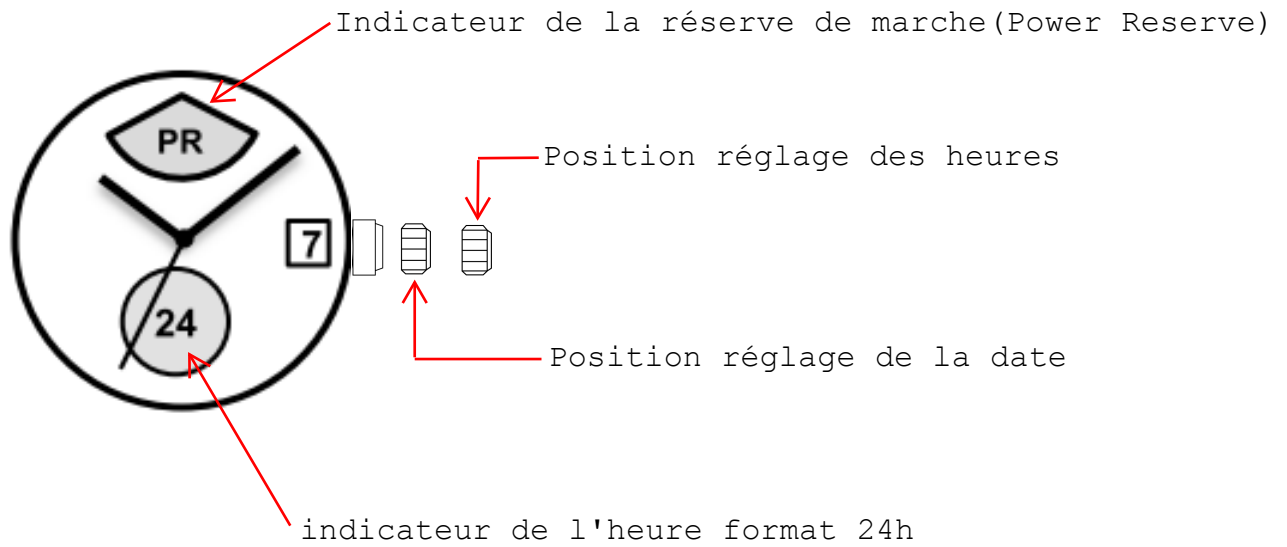 Indicateur de la réserve de marche(Power Reserve)
PR
Position réglage des heures
7
24
Position réglage de la date
indicateur de l'heure format 24h